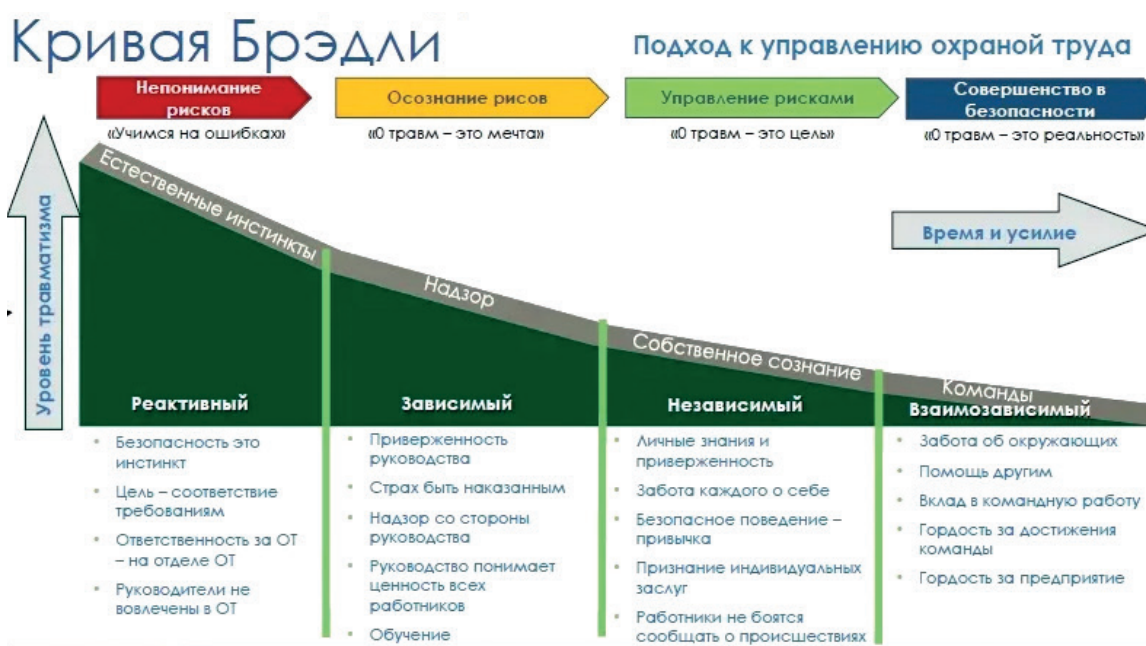 Кривая Брэдли
Подход к управлению охраной труда
Непонимание
рисков
Осознание рисов
Управление рисками
Совершенство в
безопасности
«Учимся на ошибках»
«0 травм – это мечта»
«0 травм – это цель»
«0 травм – это реальность»
Уровень травматизма
Время и усилие
Естественные инстинкты
Надзор
Собственное сознание
Команды
Реактивный
• Безопасность это
инстинкт
• Цель – соответствие
требованиям
• Ответственность за ОТ
– на отделе ОТ
• Руководители не
вовлечены в ОТ
Зависимый
• Приверженность
руководства
• Страх быть наказанным
• Надзор со стороны
руководства
• Руководство понимает
ценность всех
работников
• Обучение
Независимый
• Личные знания и
приверженность
• Забота каждого о себе
• Безопасное поведение –
привычка
• Признание индивидуальных
заслуг
• Работники не боятся
сообщать о происшествиях
Взаимозависимый
• Забота об окружающих
• Помощь другим
• Вклад в командную работу
• Гордость за достижения
команды
• Гордость за предприятие